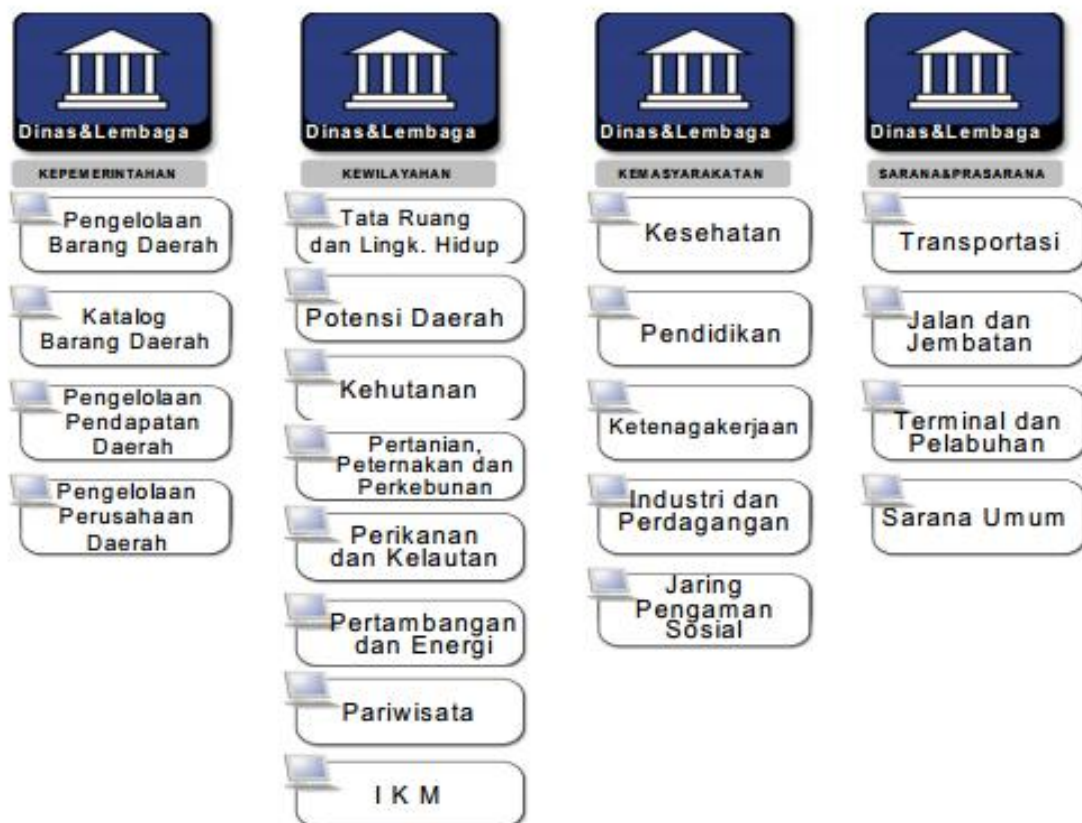 Dinas&Lembaga
KEPEMERINTAHAN
Pengelolaan
Barang Daerah
Katalog
Barang Daerah
Pengelolaan
Pendapatan
Daerah
Pengelolaan
Perusahaan
Daerah
Dinas&Lembaga
KEWILAYAHAN
Tata Ruang
dan Lingk. Hidup
Potensi Daerah
Kehutanan
Pertanian,
Peternakan dan
Perkebunan
Perikanan
dan Kelautan
Pertambangan
dan Energi
Pariwisata
I K M
Dinas&Lembaga
KEMASYARAKATAN
Kesehatan
Pendidikan
Ketenagakerjaan
Industri dan
Perdagangan
Jaring
Pengaman
Sosial
Dinas&Lembaga
SARANA&PRASARANA
Transportasi
Jalan dan
Jembatan
Terminal dan
Pelabuhan
Sarana Umum